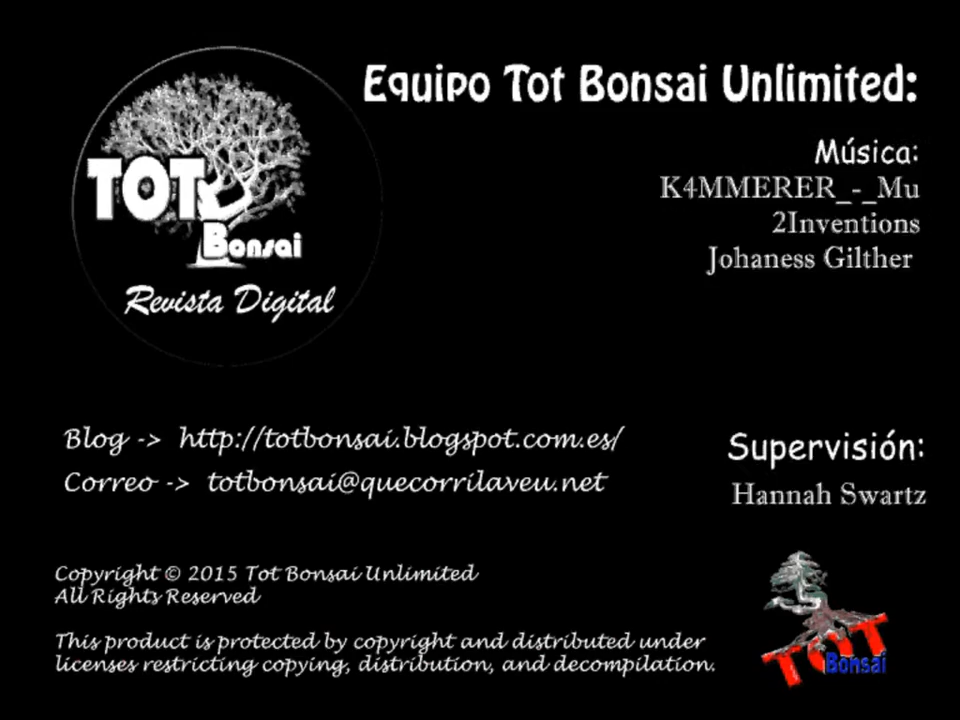 Equipo Tot Bonsai Unlimited:
TOT
Bonsai
Revista Digital
Música:
K4MMERER_-_Mu
2Inventions
Johaness Gilther
Blog -> http://totbonsai.blogspot.com.es/
Correo -> totbonsai@quecorrilaveu.net
Supervisión:
Hannah Swartz
Copyright © 2015 Tot Bonsai Unlimited
All Rights Reserved
This product is protected by copyright and distributed under
licenses restricting copying, distribution, and decompilation.
TOT
Bonsai